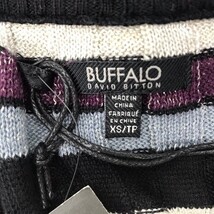 BUFFALO
DAVID BITTON
MADE IN
CHINA
FABRIQUÉ
EN CHINE
XS/TP